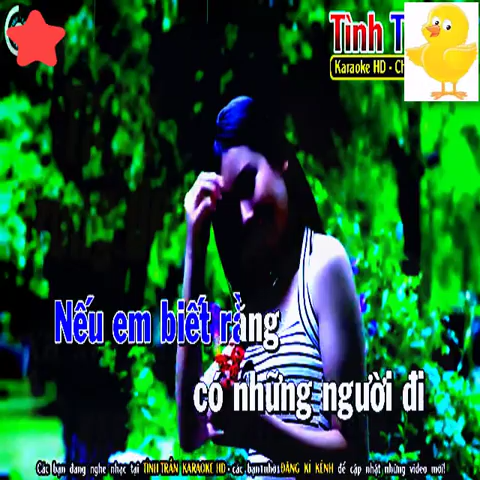 Tình T
Karaoke HD - Ch
Nếu em biết rằng
có những người đi
Các bạn đang nghe nhạc tại TÌNH TRẦN KARAOKE HD - các bạn nhớ ĐĂNG KÍ KÊNH để cập nhật những video mới!